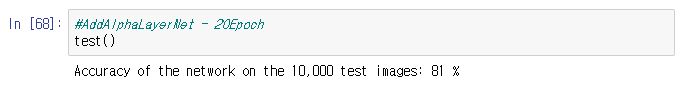 In [68]: #AddAlphaLayerNet - 20Epoch
test()
Accuracy of the network on the 10,000 test images: 81 %